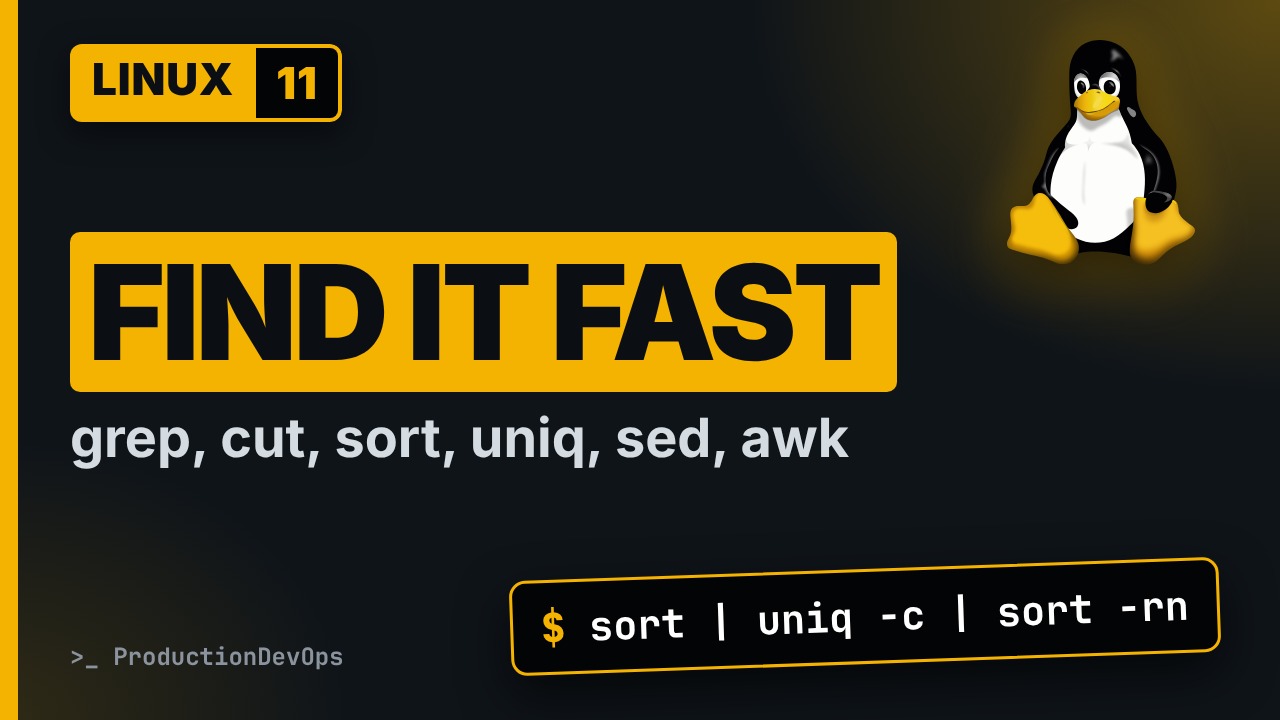 LINUX 11
FIND IT FAST
grep, cut, sort, uniq, sed, awk
$ sort | uniq -c | sort -rn
>_ ProductionDevOps